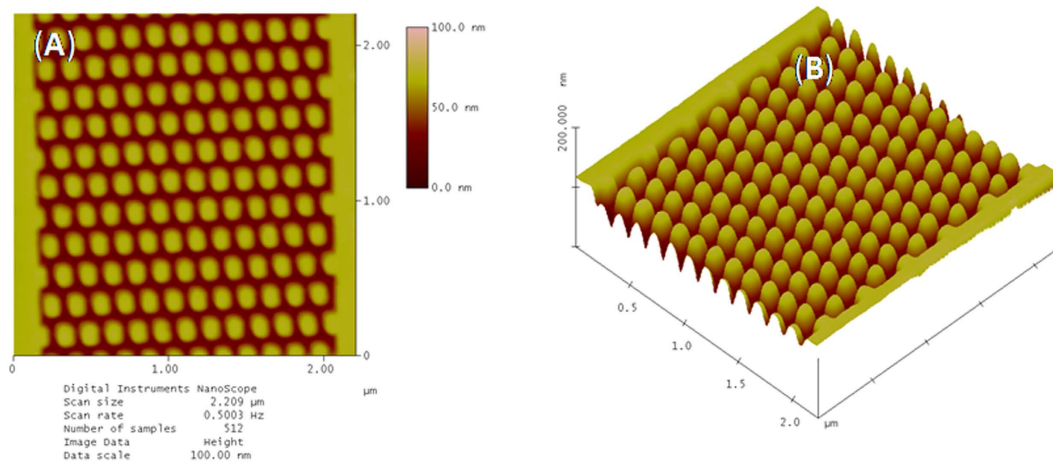 (A)
100.0 nm
50.0 nm
0.0 nm
2.00
1.00
0
0
1.00
2.00
µm
Digital Instruments NanoScope
Scan size 2.209 µm
Scan rate 0.5003 Hz
Number of samples 512
Image Data Height
Data scale 100.00 nm
(B)
nm
200.000
0.5
1.0
1.5
2.0
µm